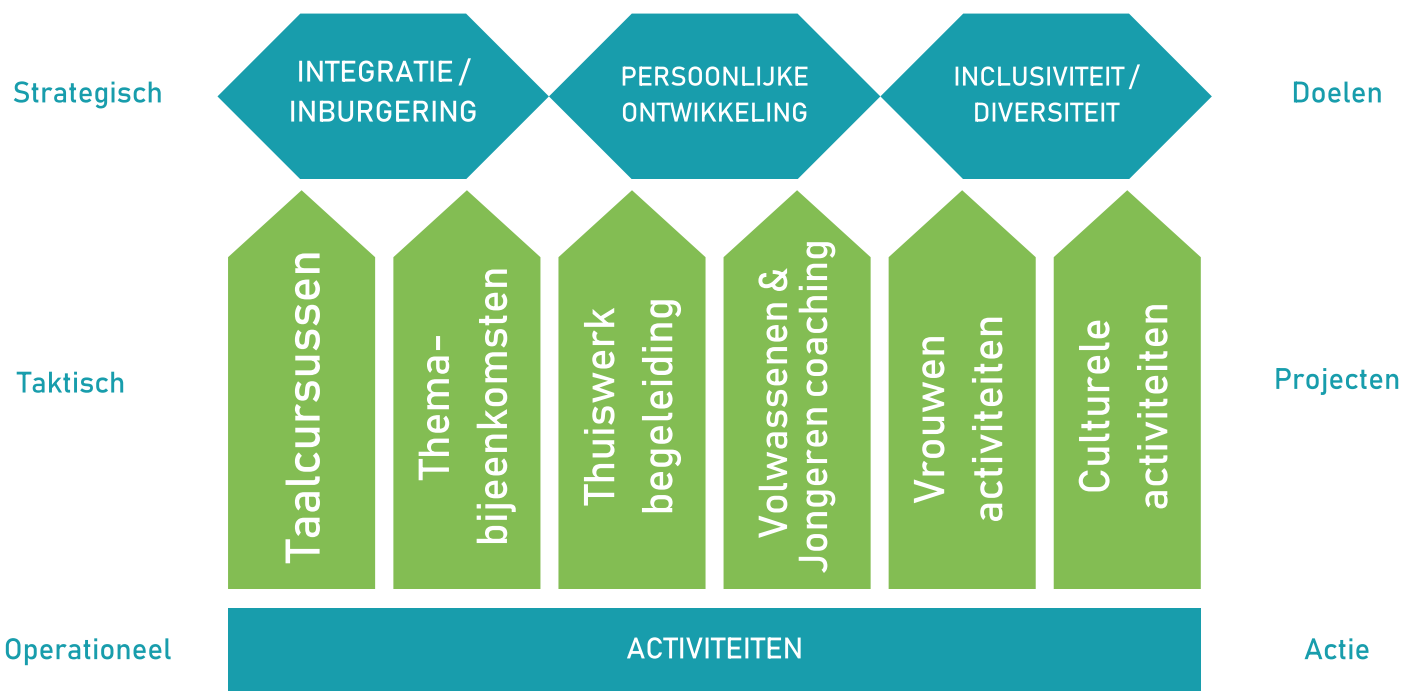 Strategisch
INTEGRATIE /
INBURGERING
PERSOONLIJKE
ONTWIKKELING
INCLUSIVITEIT /
DIVERSITEIT
Doelen
Taktisch
Taalcursussen
Thema-
bijeenkomsten
Thuiswerk
begeleiding
Volwassenen &
Jongeren coaching
Vrouwen
activiteiten
Culturele
activiteiten
Projecten
Operationeel
ACTIVITEITEN
Actie